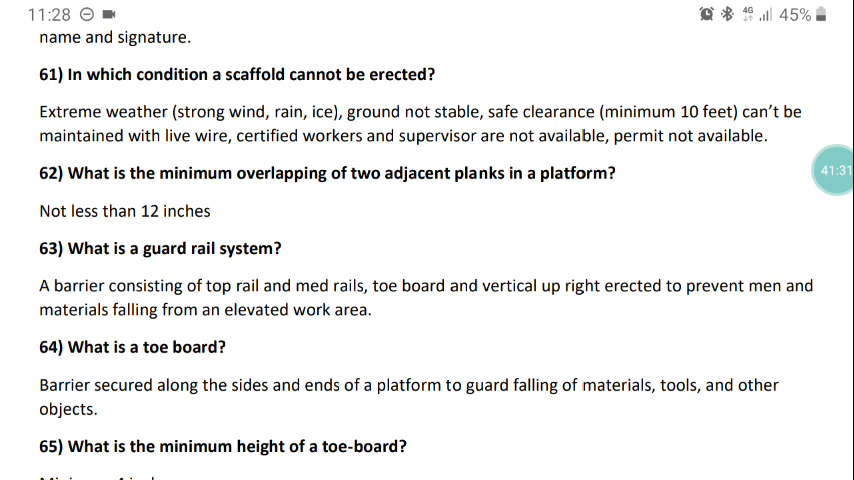 11:28 4G 45%
name and signature.
61) In which condition a scaffold cannot be erected?
Extreme weather (strong wind, rain, ice), ground not stable, safe clearance (minimum 10 feet) can’t be
maintained with live wire, certified workers and supervisor are not available, permit not available.
41:31
62) What is the minimum overlapping of two adjacent planks in a platform?
Not less than 12 inches
63) What is a guard rail system?
A barrier consisting of top rail and med rails, toe board and vertical up right erected to prevent men and
materials falling from an elevated work area.
64) What is a toe board?
Barrier secured along the sides and ends of a platform to guard falling of materials, tools, and other
objects.
65) What is the minimum height of a toe-board?